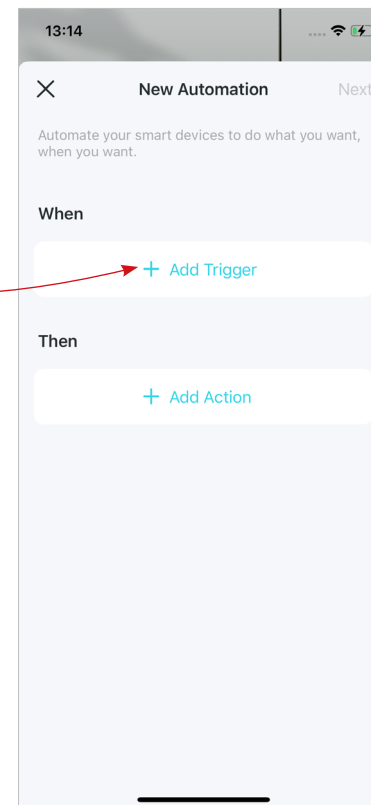 13:14
New Automation
Next
Automate your smart devices to do what you want,
when you want.
When
+ Add Trigger
Then
+ Add Action